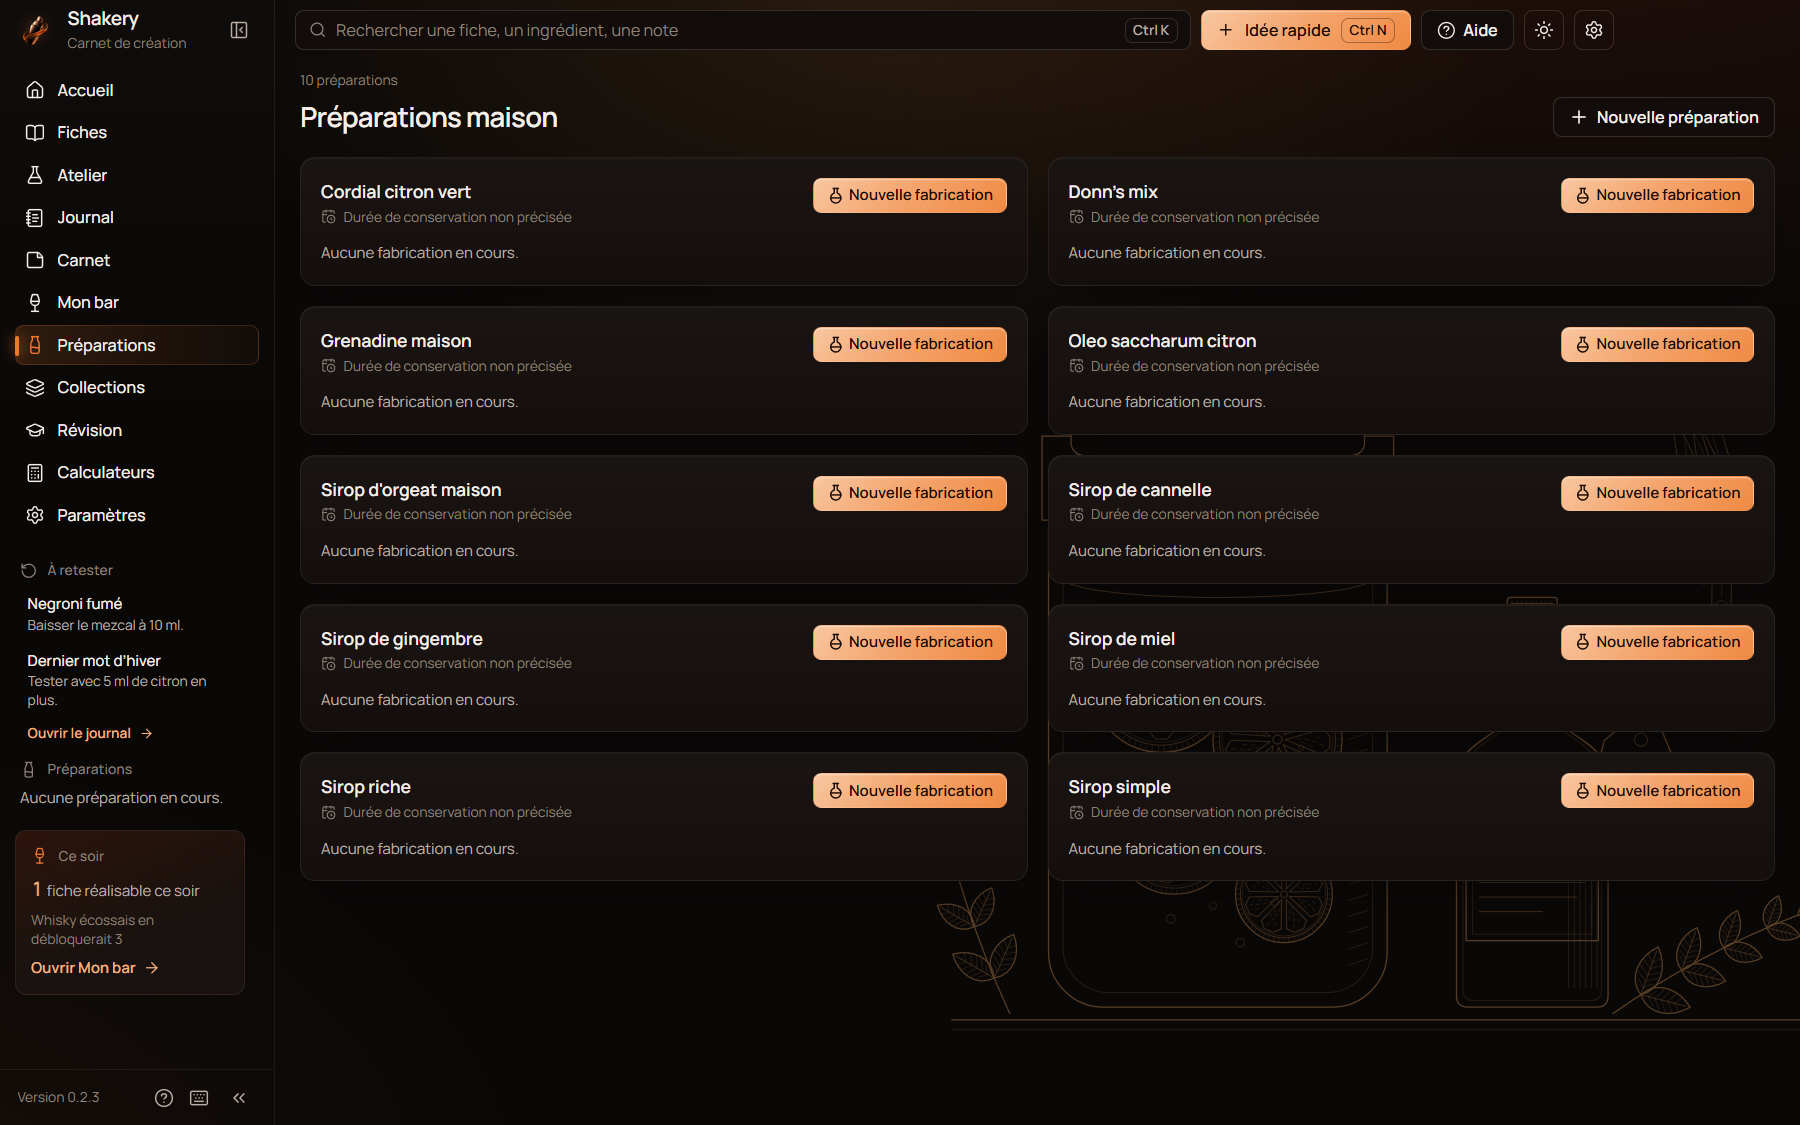 Shakery
Carnet de création
Accueil
Fiches
Atelier
Journal
Carnet
Mon bar
Préparations
Collections
Révision
Calculateurs
Paramètres
À retester
Negroni fumé
Baisser le mezcal à 10 ml.
Dernier mot d'hiver
Tester avec 5 ml de citron en
plus.
Ouvrir le journal
Préparations
Aucune préparation en cours.
Ce soir
1 fiche réalisable ce soir
Whisky écossais en
débloquerait 3
Ouvrir Mon bar
Version 0.2.3
Rechercher une fiche, un ingrédient, une note
Ctrl K
Idée rapide
Ctrl N
Aide
10 préparations
Préparations maison
Nouvelle préparation
Cordial citron vert
Durée de conservation non précisée
Nouvelle fabrication
Aucune fabrication en cours.
Donn's mix
Durée de conservation non précisée
Nouvelle fabrication
Aucune fabrication en cours.
Grenadine maison
Durée de conservation non précisée
Nouvelle fabrication
Aucune fabrication en cours.
Oleo saccharum citron
Durée de conservation non précisée
Nouvelle fabrication
Aucune fabrication en cours.
Sirop d'orgeat maison
Durée de conservation non précisée
Nouvelle fabrication
Aucune fabrication en cours.
Sirop de cannelle
Durée de conservation non précisée
Nouvelle fabrication
Aucune fabrication en cours.
Sirop de gingembre
Durée de conservation non précisée
Nouvelle fabrication
Aucune fabrication en cours.
Sirop de miel
Durée de conservation non précisée
Nouvelle fabrication
Aucune fabrication en cours.
Sirop riche
Durée de conservation non précisée
Nouvelle fabrication
Aucune fabrication en cours.
Sirop simple
Durée de conservation non précisée
Nouvelle fabrication
Aucune fabrication en cours.